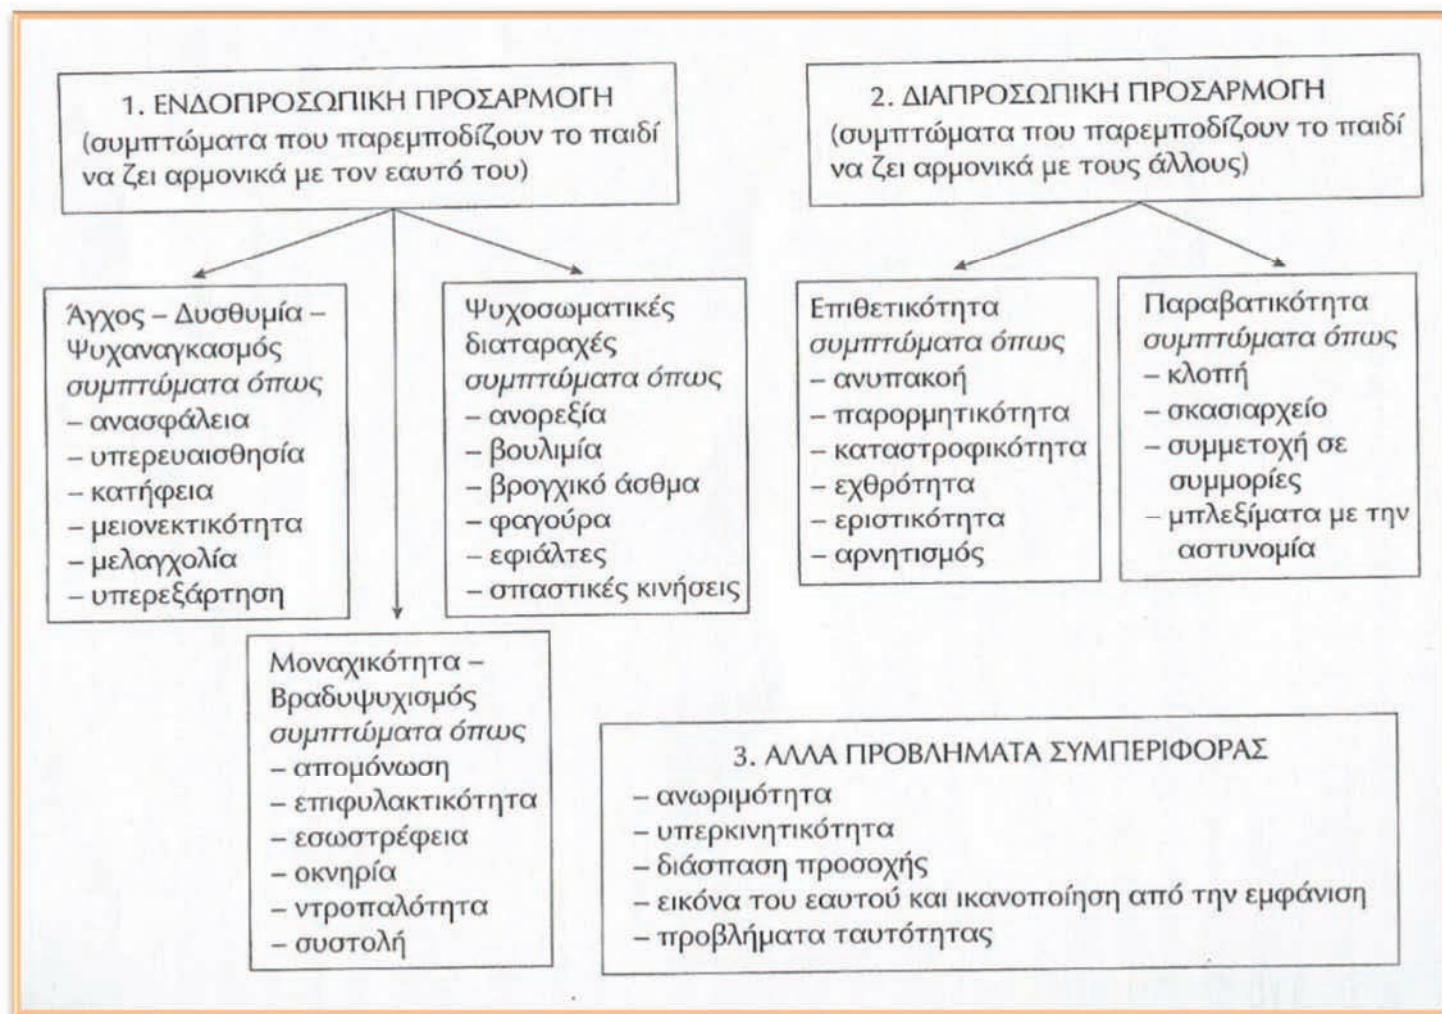 1. ΕΝΔΟΠΡΟΣΩΠΙΚΗ ΠΡΟΣΑΡΜΟΓΗ
(συμπτώματα που παρεμποδίζουν το παιδί
να ζει αρμονικά με τον εαυτό του)
2. ΔΙΑΠΡΟΣΩΠΙΚΗ ΠΡΟΣΑΡΜΟΓΗ
(συμπτώματα που παρεμποδίζουν το παιδί
να ζει αρμονικά με τους άλλους)
Άγχος – Δυσθυμία –
Ψυχαναγκασμός
συμπτώματα όπως
– ανασφάλεια
– υπερευαισθησία
– κατήφεια
– μειονεκτικότητα
– μελαγχολία
– υπερεξάρτηση
Ψυχοσωματικές
διαταραχές
συμπτώματα όπως
– ανορεξία
– βουλιμία
– βρογχικό άσθμα
– φαγούρα
– εφιάλτες
– σπαστικές κινήσεις
Επιθετικότητα
συμπτώματα όπως
– ανυπακοή
– παρορμητικότητα
– καταστροφικότητα
– εχθρότητα
– εριστικότητα
– αρνητισμός
Παραβατικότητα
συμπτώματα όπως
– κλοπή
– σκασιαρχείο
– συμμετοχή σε
συμμορίες
– μπλεξίματα με την
αστυνομία
Μοναχικότητα –
Βραδυψυχισμός
συμπτώματα όπως
– απομόνωση
– επιφυλακτικότητα
– εσωστρέφεια
– οκνηρία
– ντροπαλότητα
– συστολή
3. ΑΛΛΑ ΠΡΟΒΛΗΜΑΤΑ ΣΥΜΠΕΡΙΦΟΡΑΣ
– ανωριμότητα
– υπερκινητικότητα
– διάσπαση προσοχής
– εικόνα του εαυτού και ικανοποίηση από την εμφάνιση
– προβλήματα ταυτότητας